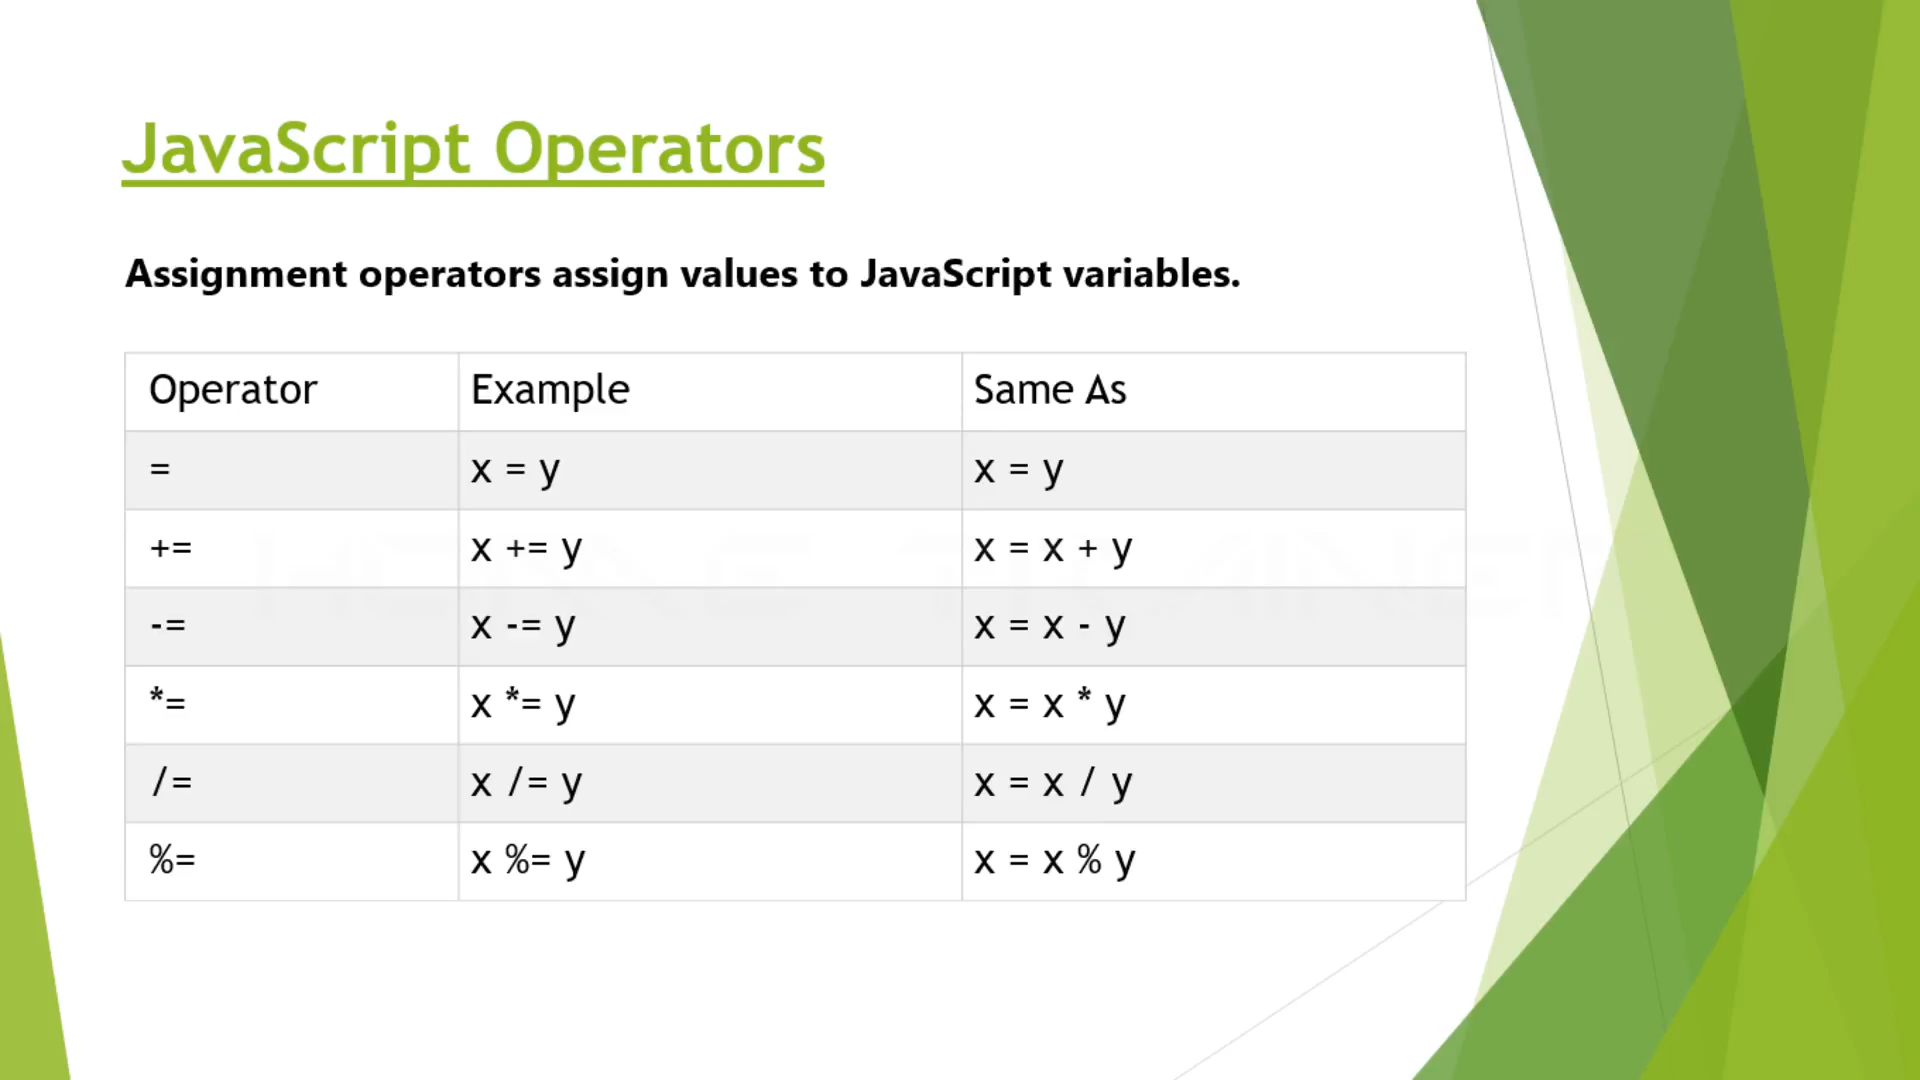 JavaScript Operators
Assignment operators assign values to JavaScript variables.
Operator Example Same As
= x = y x = y
+= x += y x = x + y
-= x -= y x = x - y
*= x *= y x = x * y
/= x /= y x = x / y
%= x %= y x = x % y